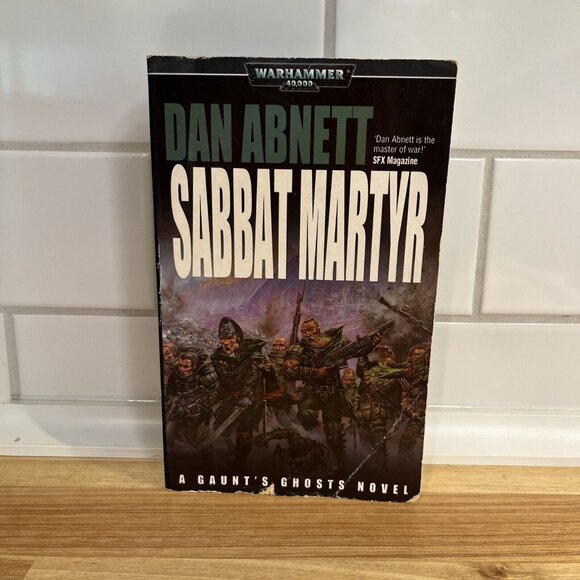 WARHAMMER
40,000
DAN ABNETT
'Dan Abnett is the
master of war!'
SFX Magazine
SABBAT MARTYR
A GAUNT'S GHOSTS NOVEL